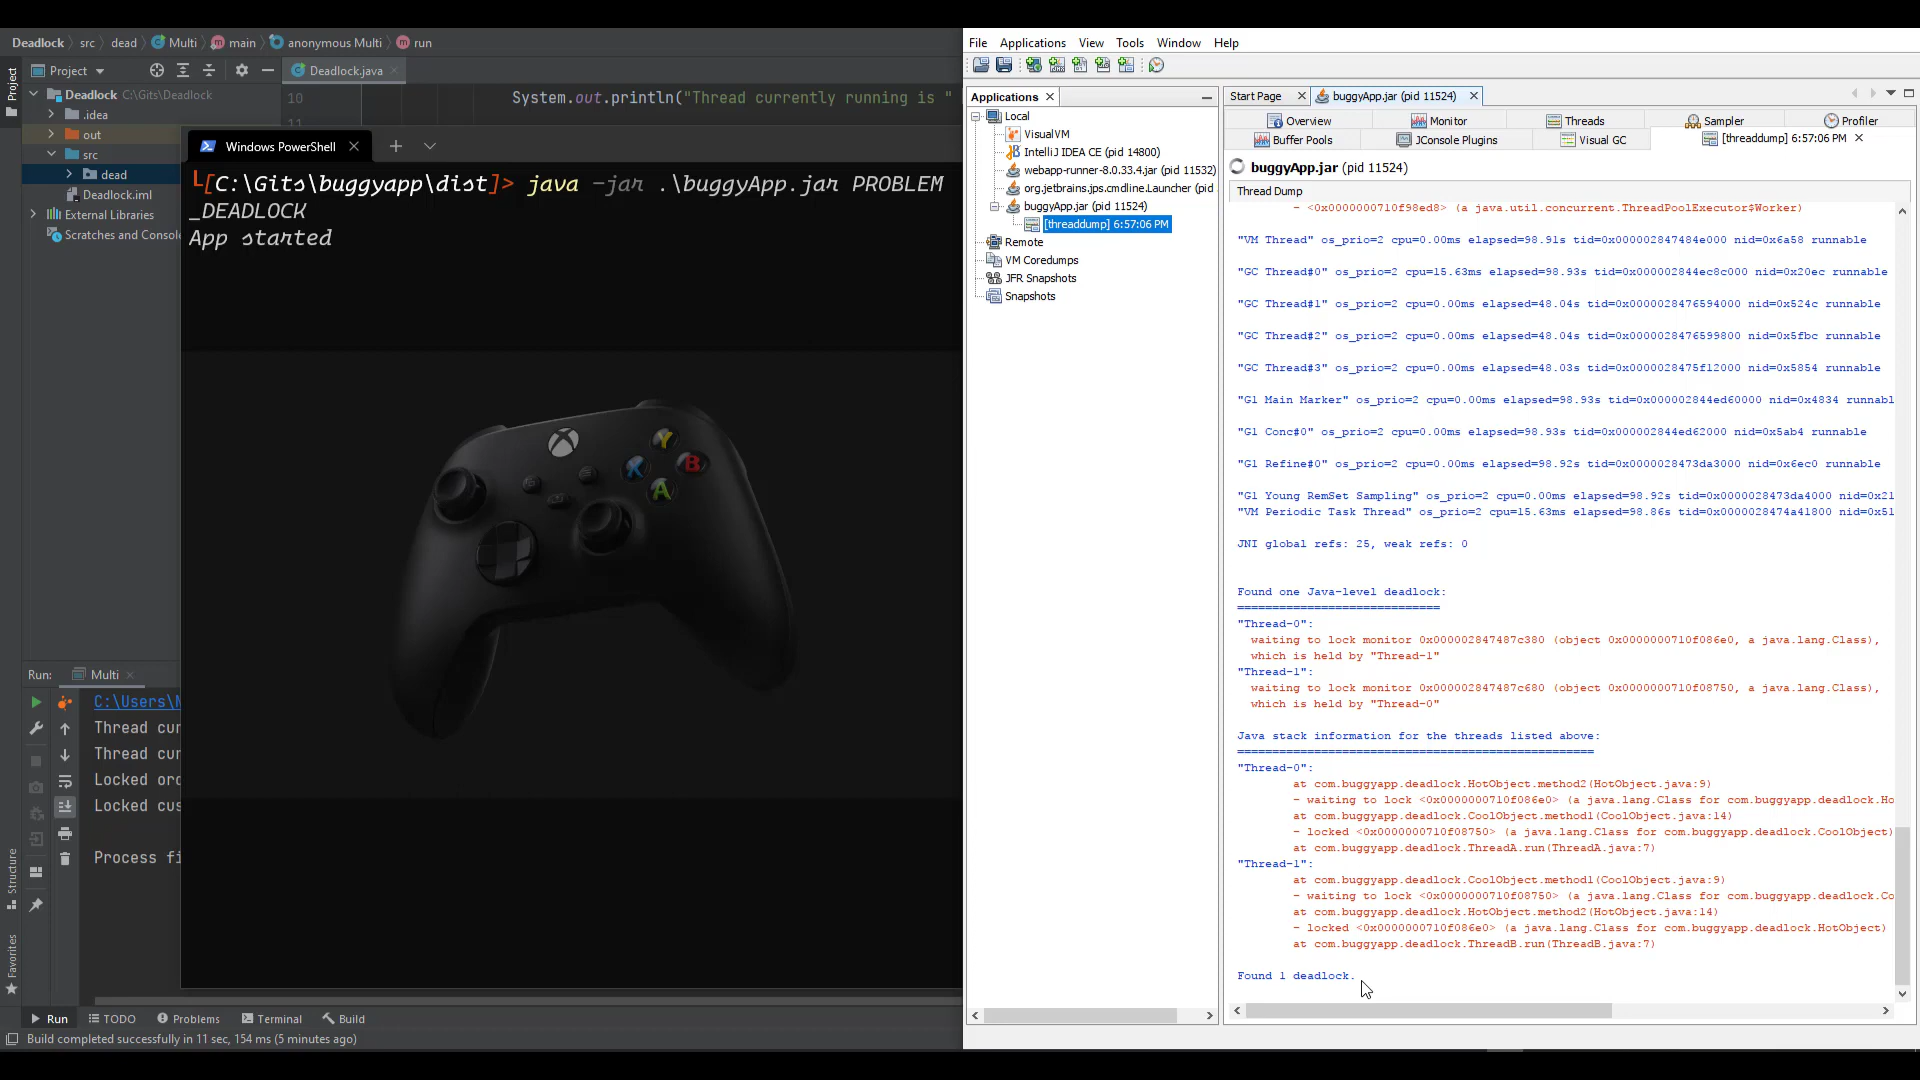 Deadlock > src > dead > Multi > main > anonymous Multi > run
Project
Deadlock.java
Deadlock C:\Gits\Deadlock
.idea
out
src
dead
Deadlock.iml
External Libraries
Scratches and Consol
10
System.out.println("Thread currently running is "
11
Windows PowerShell
[C:\Gits\buggyapp\dist]> java -jar .\buggyApp.jar PROBLEM
_DEADLOCK
App started
X
Y
B
X
A
Run: Multi
C:\Users\
Thread cur
Thread cur
Locked
Locked cus
Process fi
Project
Structure
Favorites
Run TODO Problems Terminal Build
Build completed successfully in 11 sec, 154 ms (5 minutes ago)
File Applications View Tools Window Help
Applications
Local
VisualVM
IntelliJ IDEA CE (pid 14800)
webapp-runner-8.0.33.4.jar (pid 11532)
org.jetbrains.jps.cmdline.Launcher (pid
buggyApp.jar (pid 11524)
[threaddump] 6:57:06 PM
Remote
VM Coredumps
JFR Snapshots
Snapshots
Start Page buggyApp.jar (pid 11524)
Overview Monitor Threads Sampler Profiler
Buffer Pools JConsole Plugins Visual GC [threaddump] 6:57:06 PM
buggyApp.jar (pid 11524)
Thread Dump
- <0x0000000710f98ed8> (a java.util.concurrent.ThreadPoolExecutor$Worker)
"VM Thread" os_prio=2 cpu=0.00ms elapsed=98.91s tid=0x000002847484e000 nid=0x6a58 runnable
"GC Thread#0" os_prio=2 cpu=15.63ms elapsed=98.93s tid=0x000002844ec8c000 nid=0x20ec runnable
"GC Thread#1" os_prio=2 cpu=0.00ms elapsed=48.04s tid=0x0000028476594000 nid=0x524c runnable
"GC Thread#2" os_prio=2 cpu=0.00ms elapsed=48.04s tid=0x0000028476599800 nid=0x5fbc runnable
"GC Thread#3" os_prio=2 cpu=0.00ms elapsed=48.03s tid=0x0000028475f12000 nid=0x5854 runnable
"G1 Main Marker" os_prio=2 cpu=0.00ms elapsed=98.93s tid=0x000002844ed60000 nid=0x4834 runnabl
"G1 Conc#0" os_prio=2 cpu=0.00ms elapsed=98.93s tid=0x000002844ed62000 nid=0x5ab4 runnable
"G1 Refine#0" os_prio=2 cpu=0.00ms elapsed=98.92s tid=0x0000028473da3000 nid=0x6ec0 runnable
"G1 Young RemSet Sampling" os_prio=2 cpu=0.00ms elapsed=98.92s tid=0x0000028473da4000 nid=0x21
"VM Periodic Task Thread" os_prio=2 cpu=15.63ms elapsed=98.86s tid=0x0000028474a41800 nid=0x51
JNI global refs: 25, weak refs: 0
Found one Java-level deadlock:
=============================
"Thread-0":
waiting to lock monitor 0x000002847487c380 (object 0x0000000710f086e0, a java.lang.Class),
which is held by "Thread-1"
"Thread-1":
waiting to lock monitor 0x000002847487c680 (object 0x0000000710f08750, a java.lang.Class),
which is held by "Thread-0"
Java stack information for the threads listed above:
===================================================
"Thread-0":
at com.buggyapp.deadlock.HotObject.method2(HotObject.java:9)
- waiting to lock <0x0000000710f086e0> (a java.lang.Class for com.buggyapp.deadlock.Ho
at com.buggyapp.deadlock.CoolObject.method1(CoolObject.java:14)
- locked <0x0000000710f08750> (a java.lang.Class for com.buggyapp.deadlock.CoolObject)
at com.buggyapp.deadlock.ThreadA.run(ThreadA.java:7)
"Thread-1":
at com.buggyapp.deadlock.CoolObject.method1(CoolObject.java:9)
- waiting to lock <0x0000000710f08750> (a java.lang.Class for com.buggyapp.deadlock.Co
at com.buggyapp.deadlock.HotObject.method2(HotObject.java:14)
- locked <0x0000000710f086e0> (a java.lang.Class for com.buggyapp.deadlock.HotObject)
at com.buggyapp.deadlock.ThreadB.run(ThreadB.java:7)
Found 1 deadlock.